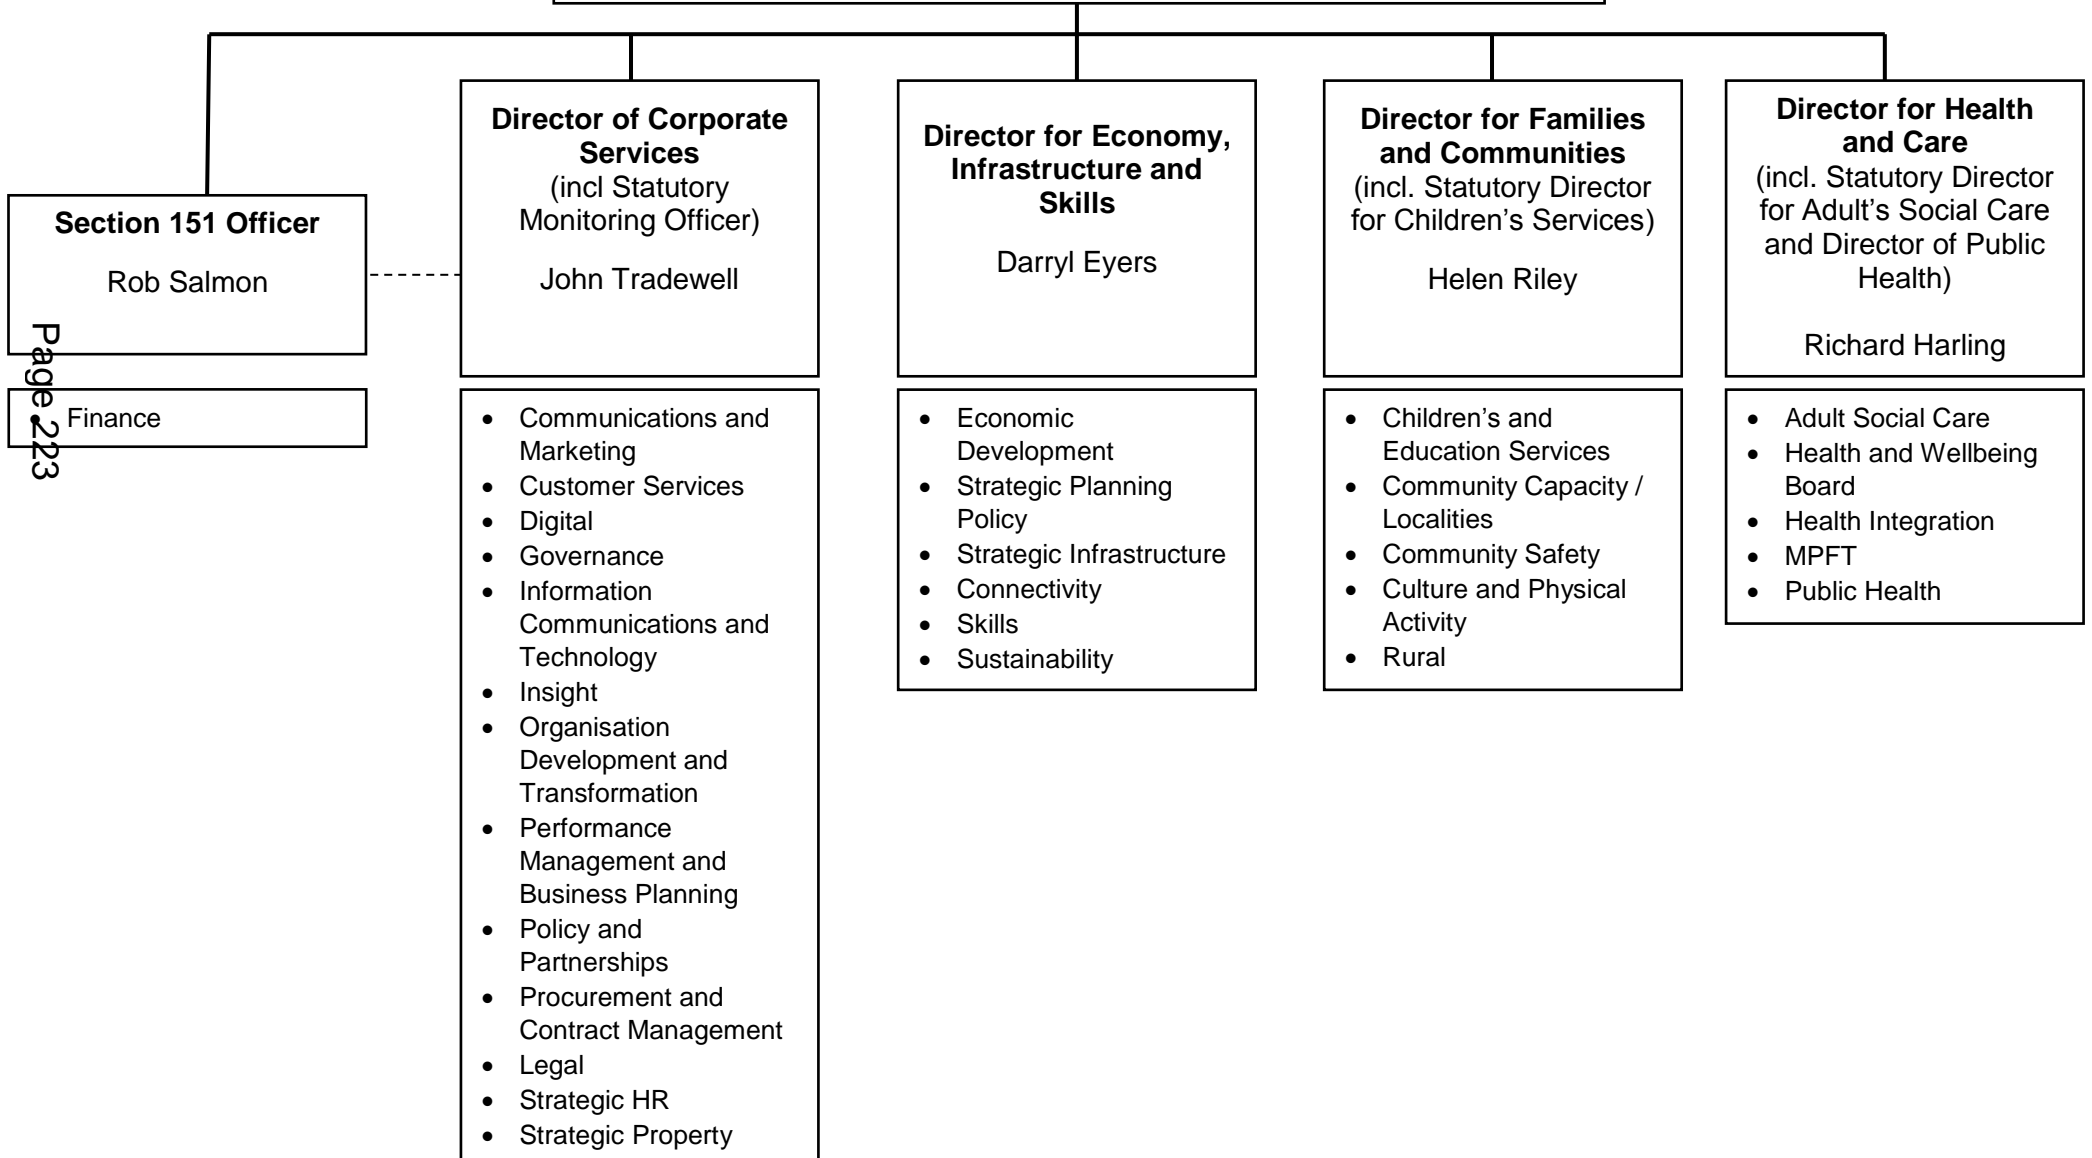 Section 151 Officer
Rob Salmon
Finance
Page 223
Director of Corporate
Services
(incl Statutory
Monitoring Officer)
John Tradewell
Communications and
Marketing
Customer Services
Digital
Governance
Information
Communications and
Technology
Insight
Organisation
Development and
Transformation
Performance
Management and
Business Planning
Policy and
Partnerships
Procurement and
Contract Management
Legal
Strategic HR
Strategic Property
Director for Economy,
Infrastructure and
Skills
Darryl Eyers
Economic
Development
Strategic Planning
Policy
Strategic Infrastructure
Connectivity
Skills
Sustainability
Director for Families
and Communities
(incl. Statutory Director
for Children’s Services)
Helen Riley
Children’s and
Education Services
Community Capacity /
Localities
Community Safety
Culture and Physical
Activity
Rural
Director for Health
and Care
(incl. Statutory Director
for Adult’s Social Care
and Director of Public
Health)
Richard Harling
Adult Social Care
Health and Wellbeing
Board
Health Integration
MPFT
Public Health